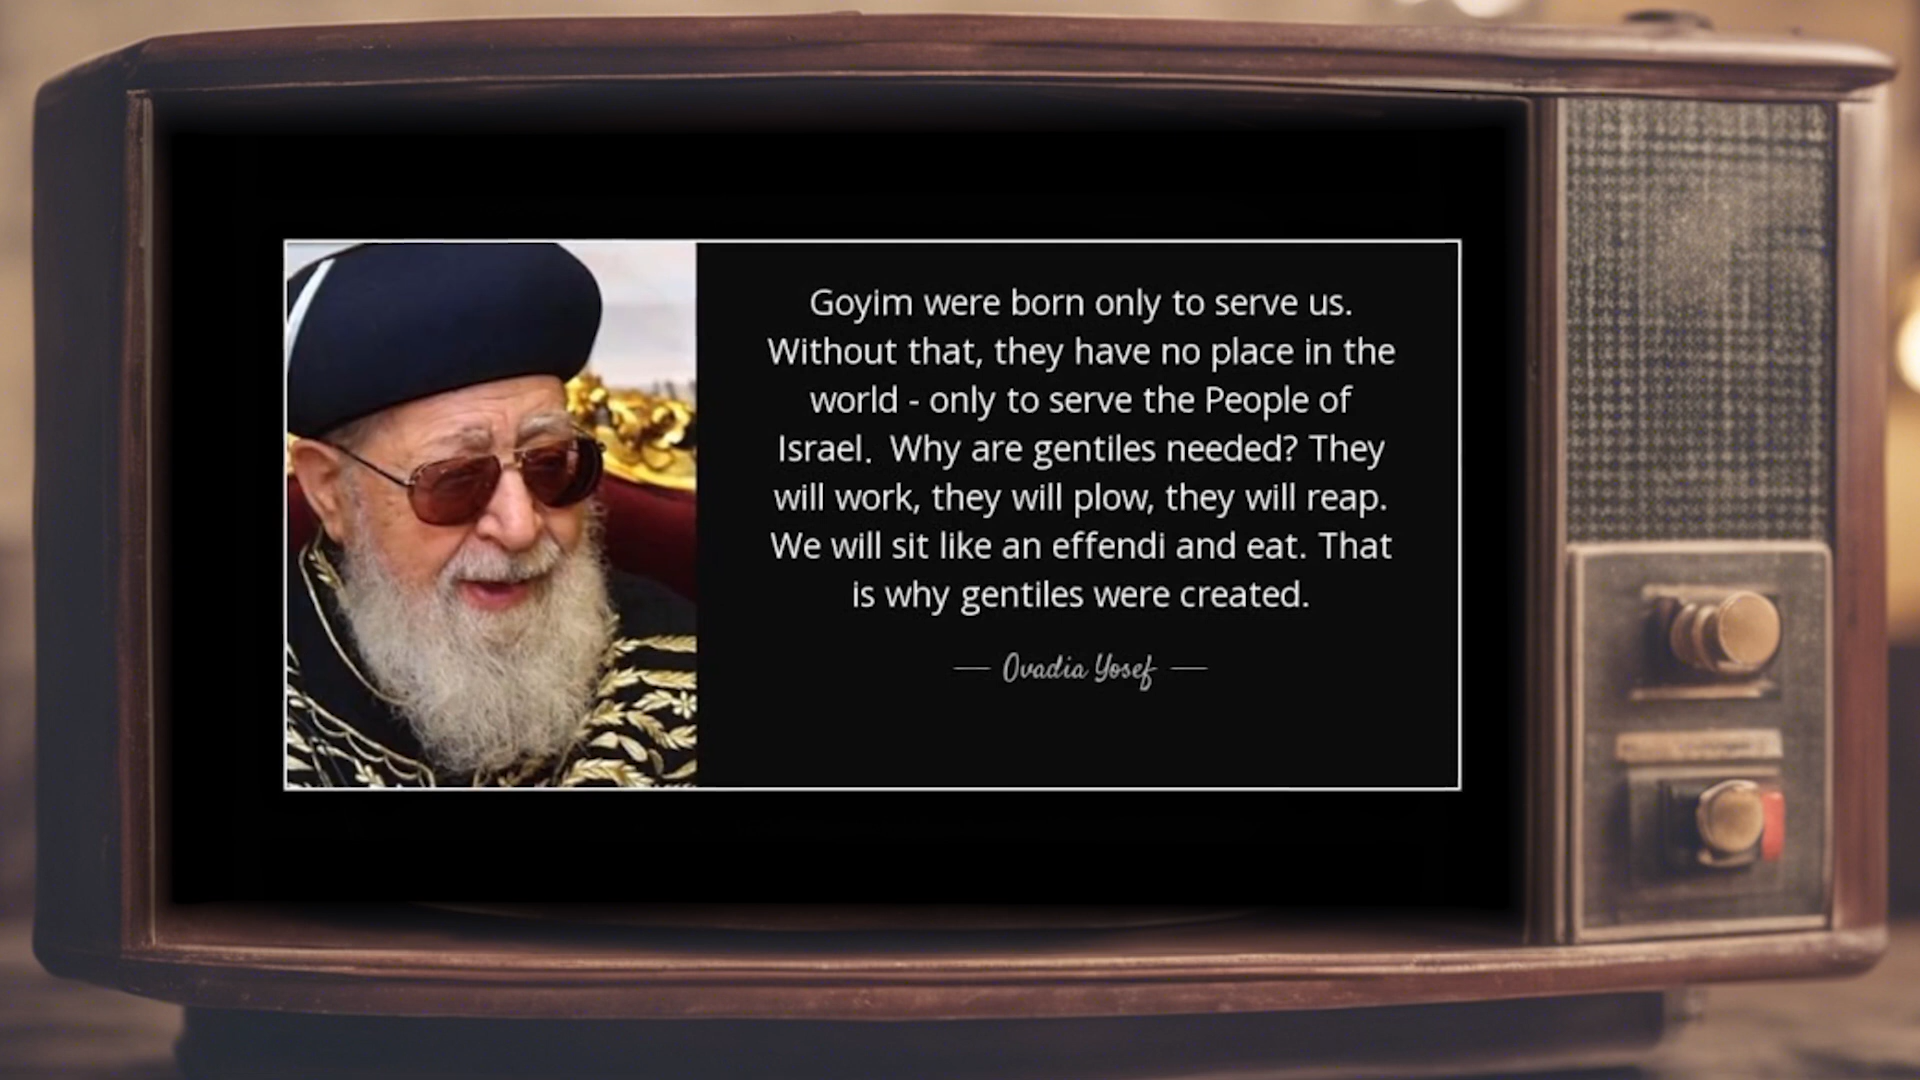 Goyim were born only to serve us.
Without that, they have no place in the
world - only to serve the People of
Israel.  Why are gentiles needed? They
will work, they will plow, they will reap.
We will sit like an effendi and eat. That
is why gentiles were created.
— Ovadia Yosef —